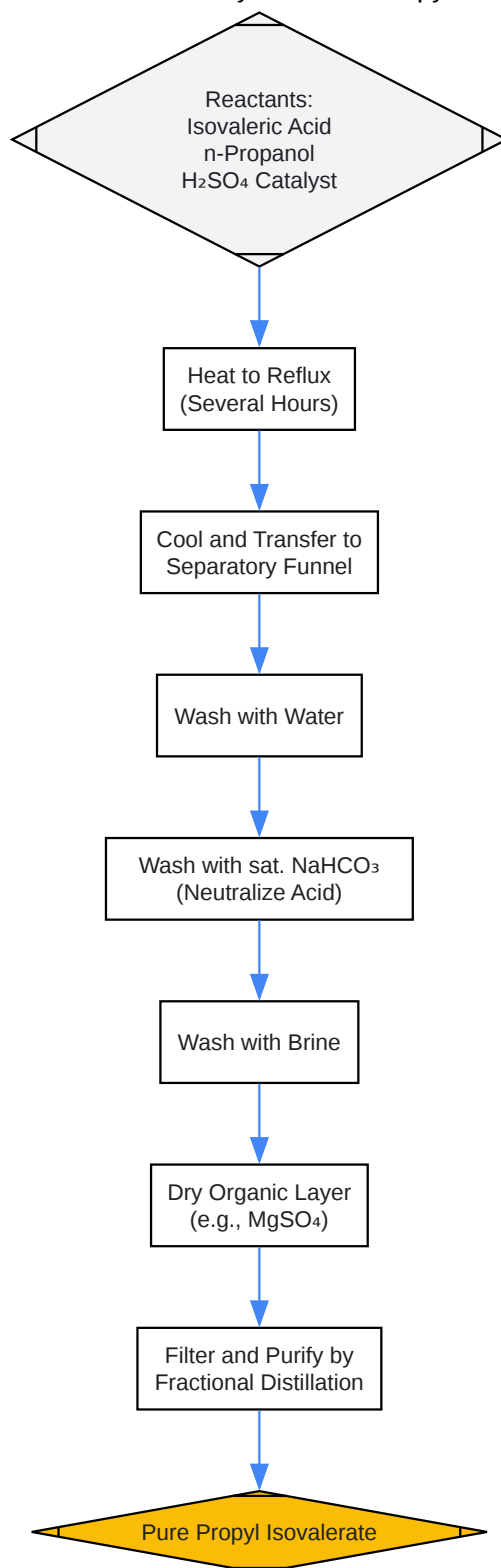 Reactants:
Isovaleric Acid
n-Propanol
H₂SO₄ Catalyst
Heat to Reflux
(Several Hours)
Cool and Transfer to
Separatory Funnel
Wash with Water
Wash with sat. NaHCO₃
(Neutralize Acid)
Wash with Brine
Dry Organic Layer
(e.g., MgSO₄)
Filter and Purify by
Fractional Distillation
Pure Propyl Isovalerate